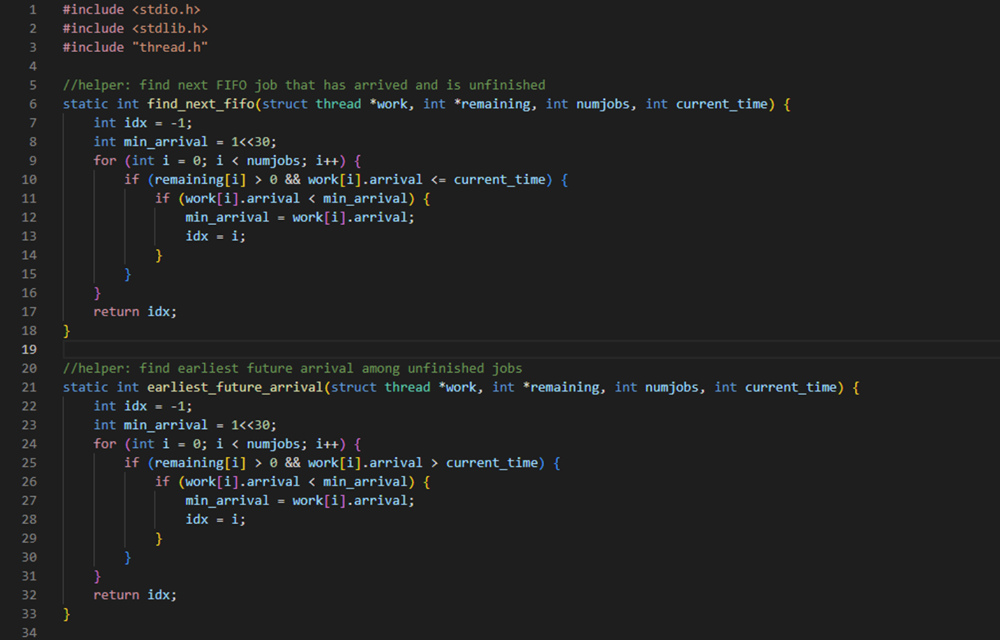 1 #include <stdio.h>
2 #include <stdlib.h>
3 #include "thread.h"
4
5 //helper: find next FIFO job that has arrived and is unfinished
6 static int find_next_fifo(struct thread *work, int *remaining, int numjobs, int current_time) {
7     int idx = -1;
8     int min_arrival = 1<<30;
9     for (int i = 0; i < numjobs; i++) {
10         if (remaining[i] > 0 && work[i].arrival <= current_time) {
11             if (work[i].arrival < min_arrival) {
12                 min_arrival = work[i].arrival;
13                 idx = i;
14             }
15         }
16     }
17     return idx;
18 }
19
20 //helper: find earliest future arrival among unfinished jobs
21 static int earliest_future_arrival(struct thread *work, int *remaining, int numjobs, int current_time) {
22     int idx = -1;
23     int min_arrival = 1<<30;
24     for (int i = 0; i < numjobs; i++) {
25         if (remaining[i] > 0 && work[i].arrival > current_time) {
26             if (work[i].arrival < min_arrival) {
27                 min_arrival = work[i].arrival;
28                 idx = i;
29             }
30         }
31     }
32     return idx;
33 }
34